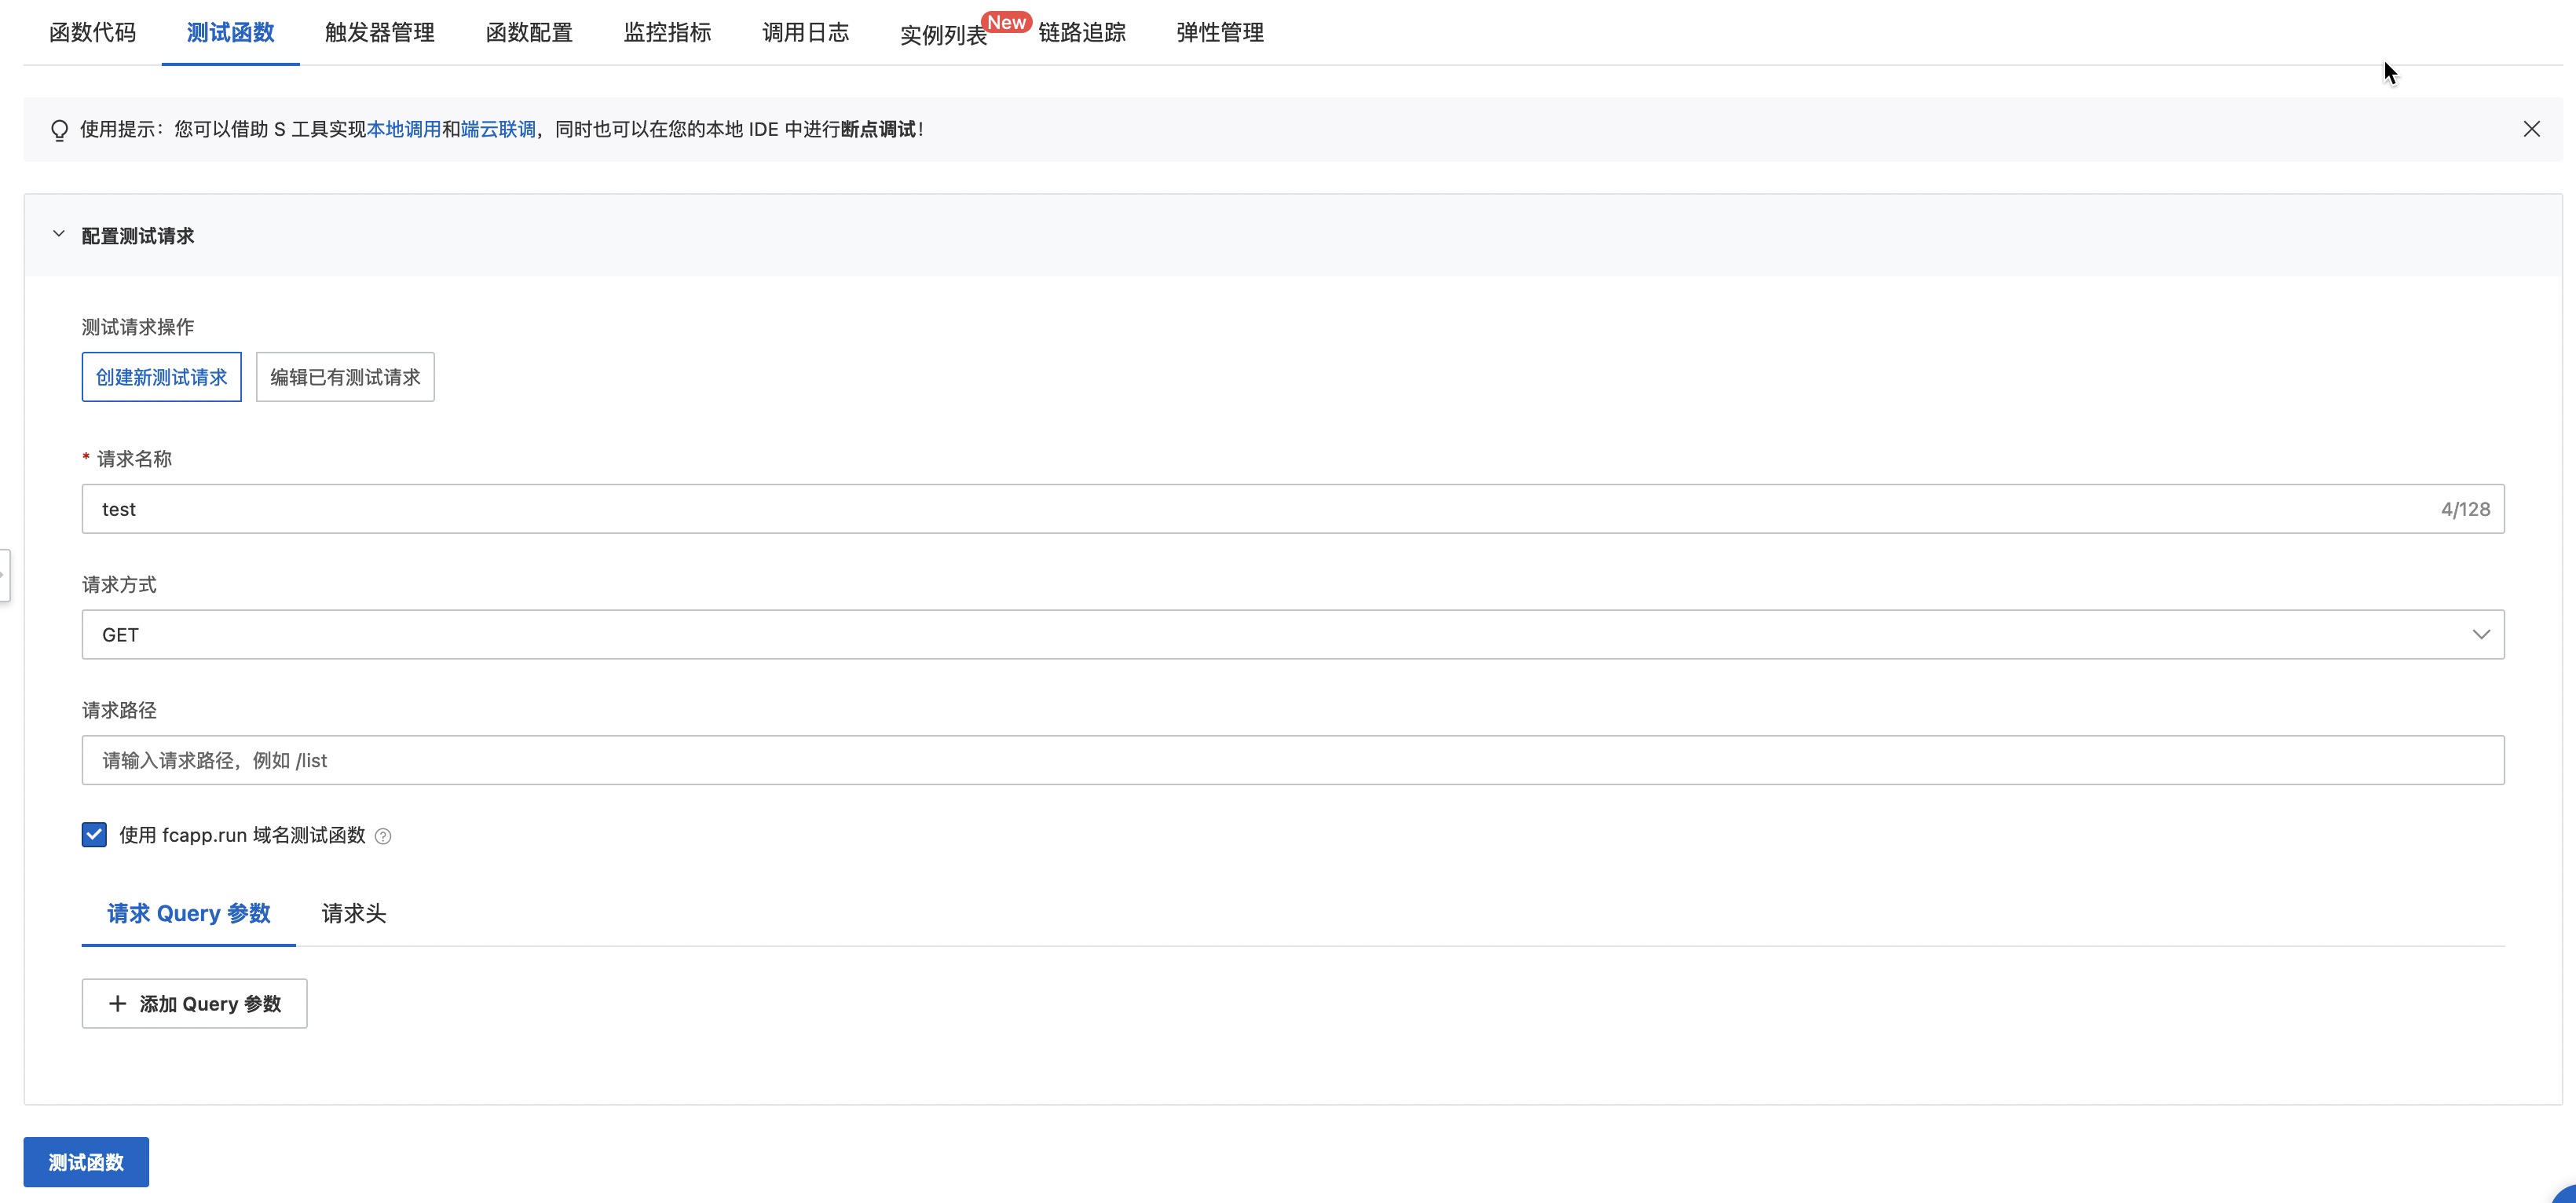 函数代码 测试函数 触发器管理 函数配置 监控指标 调用日志 实例列表 New 链路追踪 弹性管理
使用提示：您可以借助 S 工具实现本地调用和端云联调，同时也可以在您的本地 IDE 中进行断点调试！
配置测试请求
测试请求操作
创建新测试请求 编辑已有测试请求
* 请求名称
test 4/128
请求方式
GET
请求路径
请输入请求路径，例如 /list
使用 fcapp.run 域名测试函数 ?
请求 Query 参数 请求头
+ 添加 Query 参数
测试函数